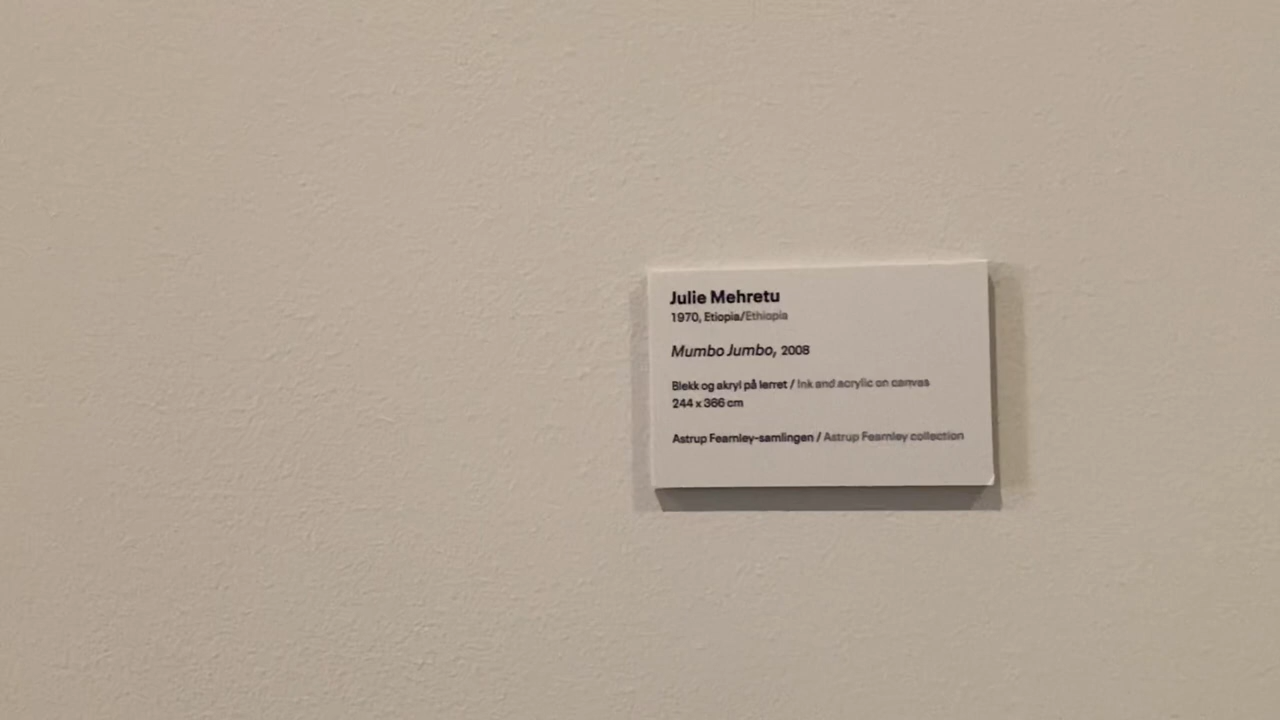 Julie Mehretu
1970, Etiopia/Ethiopia
Mumbo Jumbo, 2008
Blekk og akryl på lerret / Ink and acrylic on canvas
244 x 366 cm
Astrup Fearnley-samlingen / Astrup Fearnley collection